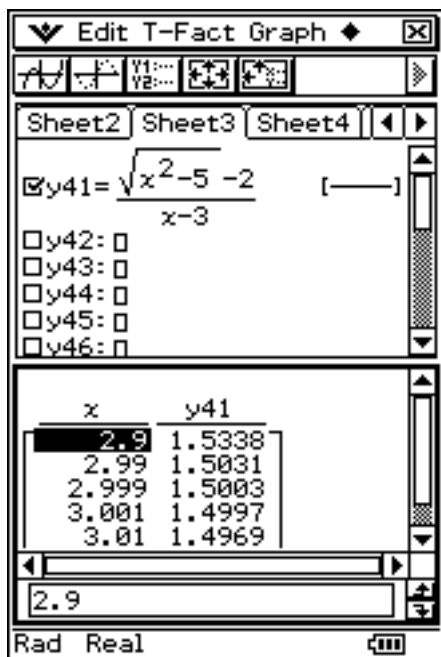 Edit T-Fact Graph ◆
Y1:··· Y2:···
Sheet2 Sheet3 Sheet4
y41=(√(x²-5) -2)/(x-3) [——]
y42:▯
y43:▯
y44:▯
y45:▯
y46:▯
x y41
2.9 1.5338
2.99 1.5031
2.999 1.5003
3.001 1.4997
3.01 1.4969
2.9
Rad Real